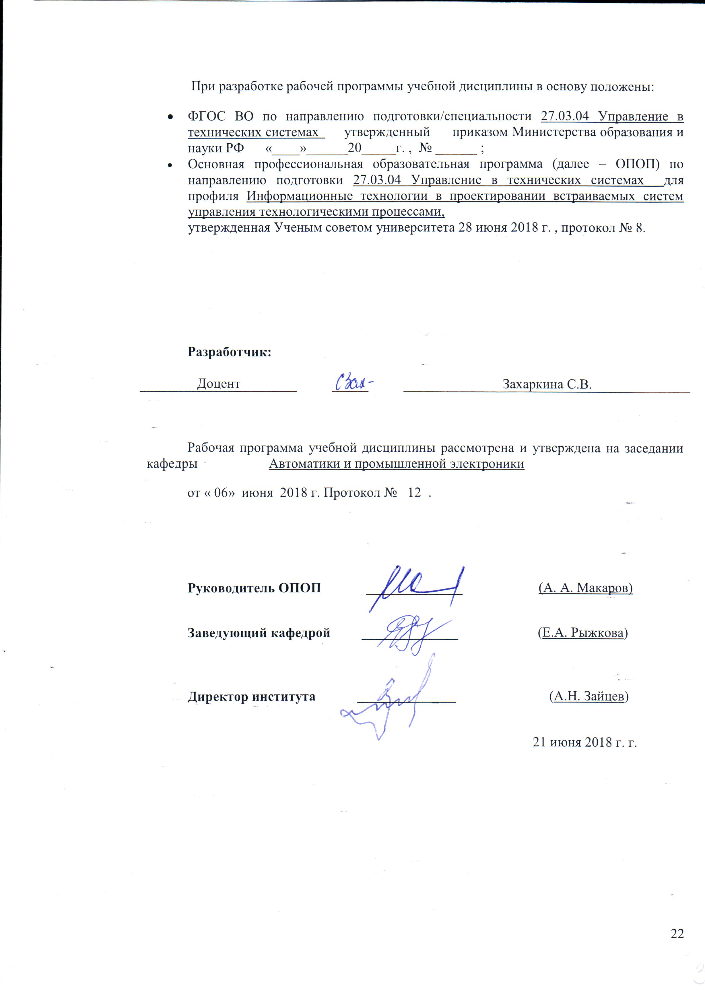 При разработке рабочей программы учебной дисциплины в основу положены:
• ФГОС ВО по направлению подготовки/специальности 27.03.04 Управление в
технических системах утвержденный приказом Министерства образования и
науки РФ «____»______20_____г. , № ______ ;
• Основная профессиональная образовательная программа (далее – ОПОП) по
направлению подготовки 27.03.04 Управление в технических системах для
профиля Информационные технологии в проектировании встраиваемых систем
управления технологическими процессами,
утвержденная Ученым советом университета 28 июня 2018 г. , протокол № 8.
Разработчик:
Доцент СЗах- Захаркина С.В.
Рабочая программа учебной дисциплины рассмотрена и утверждена на заседании
кафедры Автоматики и промышленной электроники
от « 06» июня 2018 г. Протокол № 12 .
Руководитель ОПОП (А. А. Макаров)
Заведующий кафедрой (Е.А. Рыжкова)
Директор института (А.Н. Зайцев)
21 июня 2018 г. г.
22